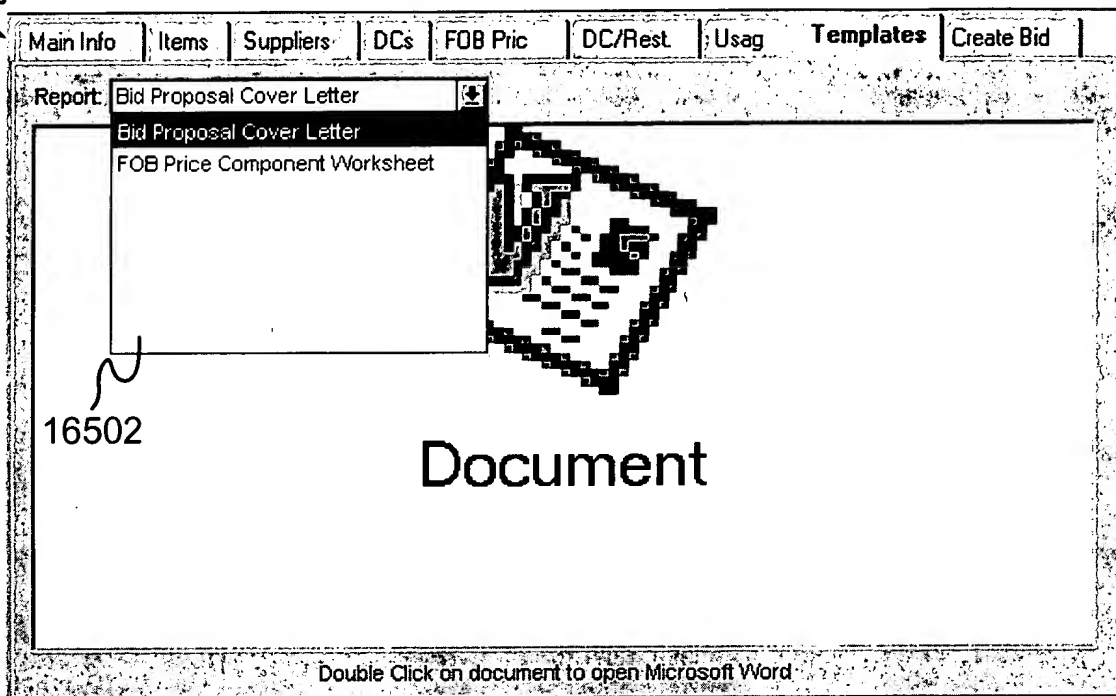 Main Info Items Suppliers DCs FOB Pric DC/Rest. Usag Templates Create Bid
Report: Bid Proposal Cover Letter
Bid Proposal Cover Letter
FOB Price Component Worksheet
16502
Document
Double Click on document to open Microsoft Word